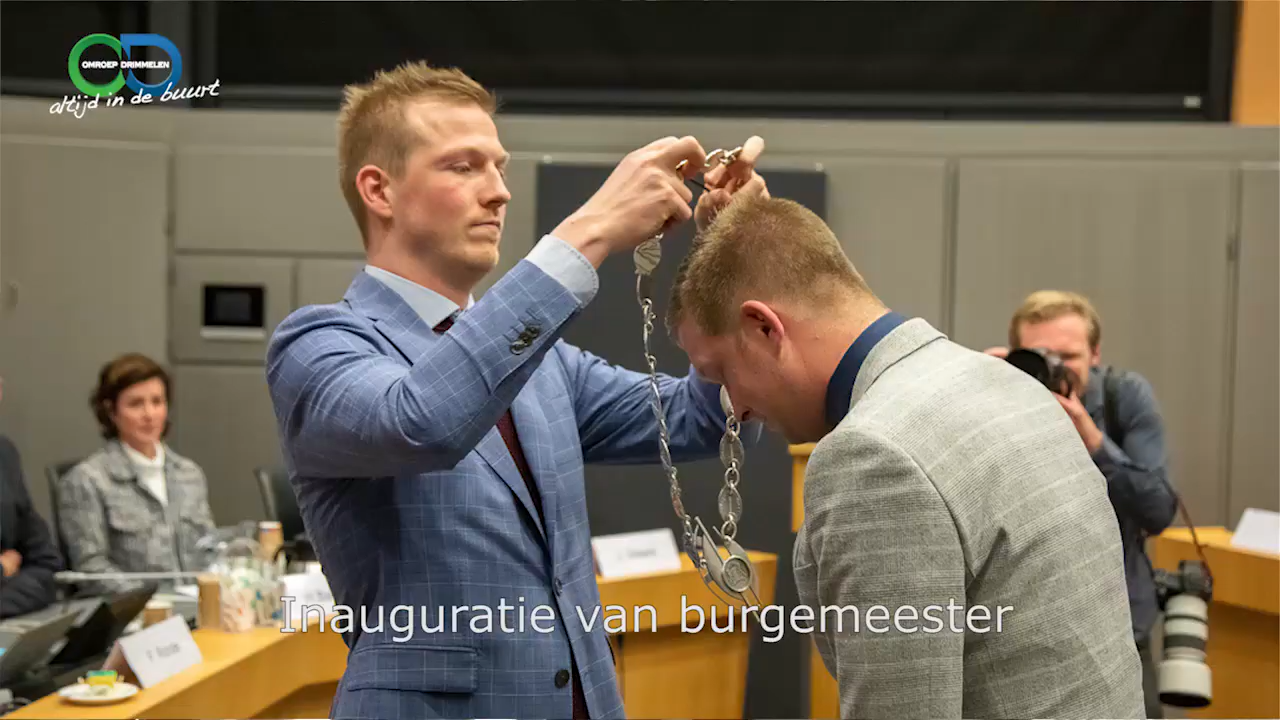 OMROEP DRIMMELEN
altijd in de buurt
Inauguratie van burgemeester